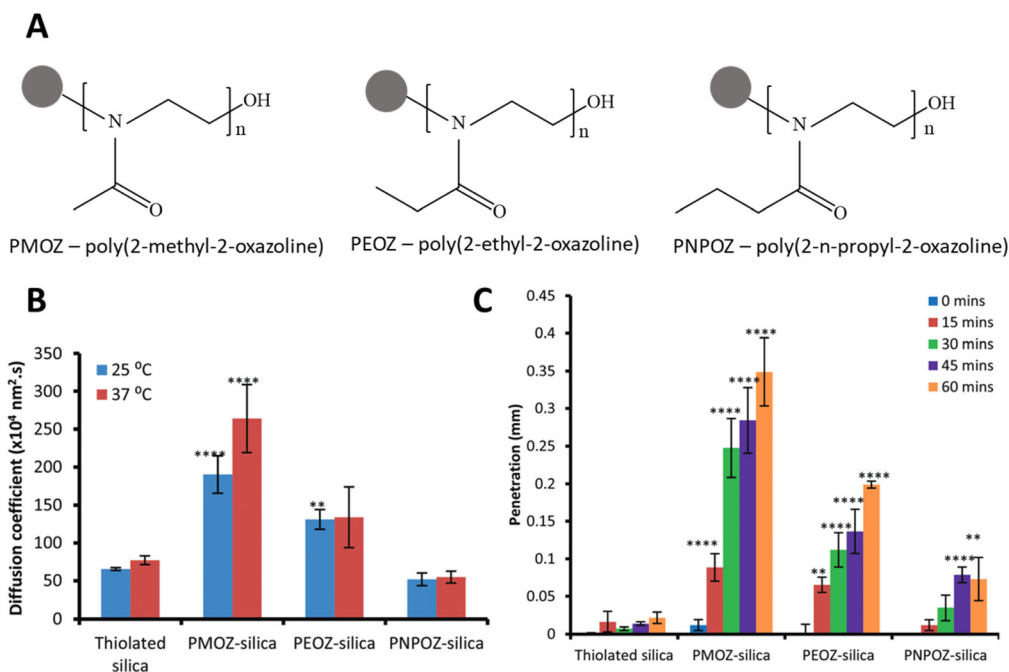 A
N
OH
n
O
N
OH
n
O
N
OH
n
O
PMOZ – poly(2-methyl-2-oxazoline)
PEOZ – poly(2-ethyl-2-oxazoline)
PNPOZ – poly(2-n-propyl-2-oxazoline)
B
Diffusion coefficient (x10⁴ nm².s)
350
300
250
200
150
100
50
0
25 ⁰C
37 ⁰C
****
****
**
Thiolated
silica
PMOZ-silica
PEOZ-silica
PNPOZ-silica
C
Penetration (mm)
0.45
0.4
0.35
0.3
0.25
0.2
0.15
0.1
0.05
0
0 mins
15 mins
30 mins
45 mins
60 mins
****
****
****
****
**
****
****
****
****
**
Thiolated silica
PMOZ-silica
PEOZ-silica
PNPOZ-silica